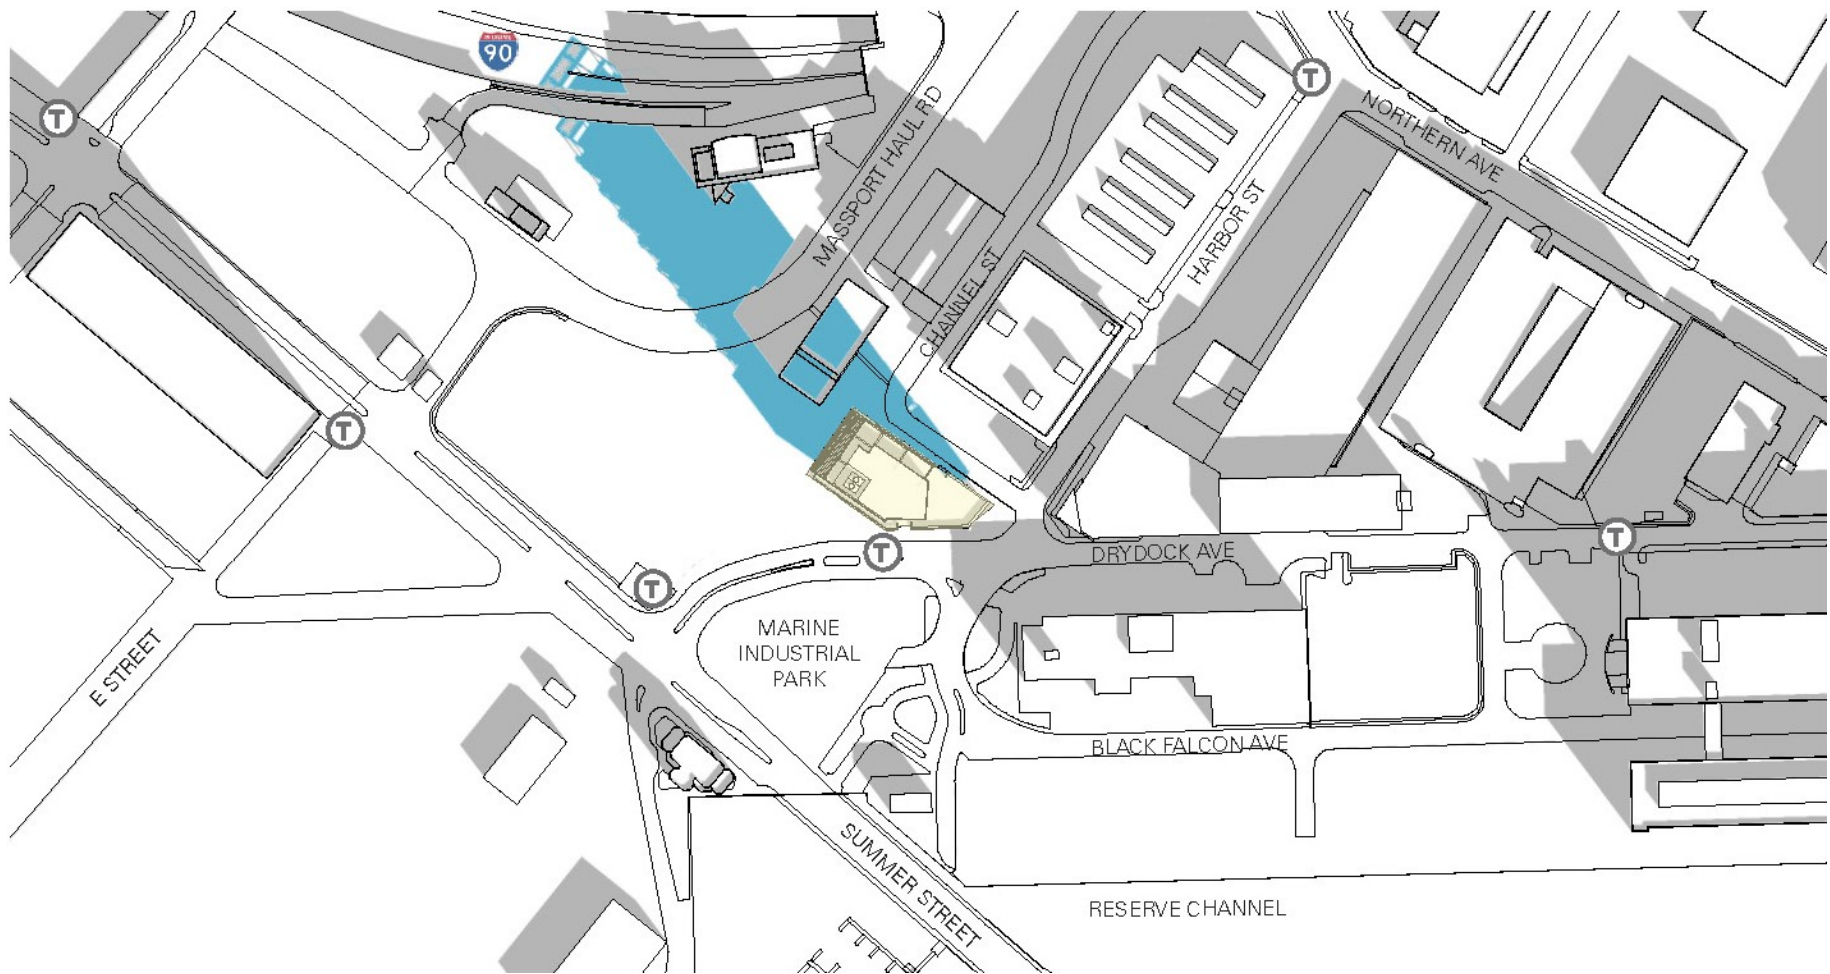 INTERSTATE
90
T
T
MASSPORT HAUL RD
NORTHERN AVE
HARBOR ST
CHANNEL ST
T
T
DRYDOCK AVE
T
T
MARINE
INDUSTRIAL
PARK
E STREET
BLACK FALCON AVE
SUMMER STREET
RESERVE CHANNEL